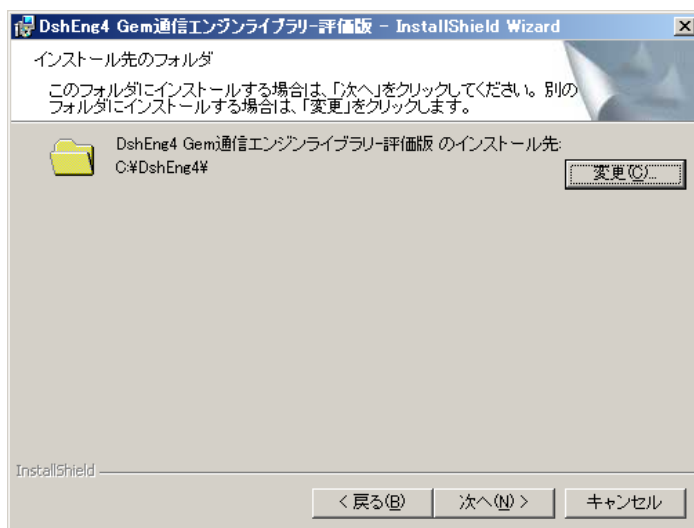 DshEng4 Gem通信エンジンライブラリｰ評価版 - InstallShield Wizard
インストール先のフォルダ
このフォルダにインストールする場合は、「次へ」をクリックしてください。別の
フォルダにインストールする場合は、「変更」をクリックします。
DshEng4 Gem通信エンジンライブラリｰ評価版 のインストール先:
C:¥DshEng4¥
変更(C)...
InstallShield
< 戻る(B)
次へ(N) >
キャンセル